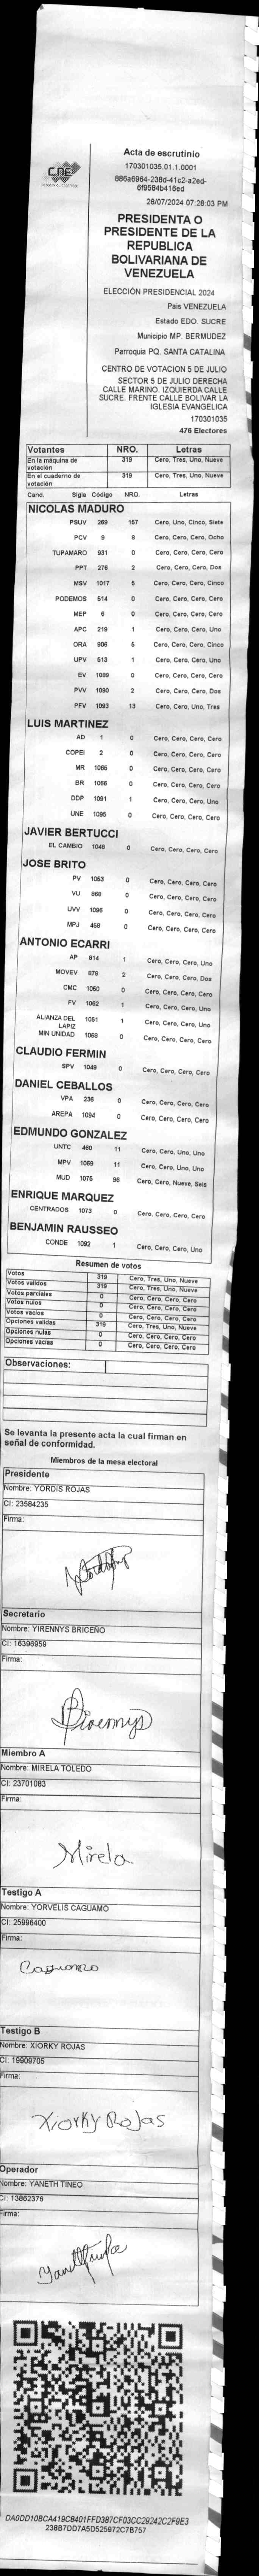 Acta de escrutinio
170301035.01.1.0001
886a6964-238d-41c2-a2ed-
6f9584b416ed
28/07/2024 07:28:03 PM
CNE
PRESIDENTA O
PRESIDENTE DE LA
REPUBLICA
BOLIVARIANA DE
VENEZUELA
ELECCIÓN PRESIDENCIAL 2024
Pais VENEZUELA
Estado EDO. SUCRE
Municipio MP. BERMUDEZ
Parroquia PQ. SANTA CATALINA
CENTRO DE VOTACION 5 DE JULIO
SECTOR 5 DE JULIO DERECHA
CALLE MARINO. IZQUIERDA CALLE
SUCRE. FRENTE CALLE BOLIVAR LA
IGLESIA EVANGELICA
170301035
476 Electores
Votantes NRO. Letras
En la máquina de votación 319 Cero, Tres, Uno, Nueve
En el cuaderno de votación 319 Cero, Tres, Uno, Nueve
Cand. Sigla Código NRO. Letras
NICOLAS MADURO
PSUV 269 157 Cero, Uno, Cinco, Siete
PCV 9 8 Cero, Cero, Cero, Ocho
TUPAMARO 931 0 Cero, Cero, Cero, Cero
PPT 276 2 Cero, Cero, Cero, Dos
MSV 1017 5 Cero, Cero, Cero, Cinco
PODEMOS 514 0 Cero, Cero, Cero, Cero
MEP 6 0 Cero, Cero, Cero, Cero
APC 219 1 Cero, Cero, Cero, Uno
ORA 906 5 Cero, Cero, Cero, Cinco
UPV 513 1 Cero, Cero, Cero, Uno
EV 1089 0 Cero, Cero, Cero, Cero
PVV 1090 2 Cero, Cero, Cero, Dos
PFV 1093 13 Cero, Cero, Uno, Tres
LUIS MARTINEZ
AD 1 0 Cero, Cero, Cero, Cero
COPEI 2 0 Cero, Cero, Cero, Cero
MR 1065 0 Cero, Cero, Cero, Cero
BR 1066 0 Cero, Cero, Cero, Cero
DDP 1091 1 Cero, Cero, Cero, Uno
UNE 1095 0 Cero, Cero, Cero, Cero
JAVIER BERTUCCI
EL CAMBIO 1048 0 Cero, Cero, Cero, Cero
JOSE BRITO
PV 1053 0 Cero, Cero, Cero, Cero
VU 868 0 Cero, Cero, Cero, Cero
UVV 1096 0 Cero, Cero, Cero, Cero
MPJ 458 0 Cero, Cero, Cero, Cero
ANTONIO ECARRI
AP 814 1 Cero, Cero, Cero, Uno
MOVEV 878 2 Cero, Cero, Cero, Dos
CMC 1050 0 Cero, Cero, Cero, Cero
FV 1062 1 Cero, Cero, Cero, Uno
ALIANZA DEL LAPIZ 1051 1 Cero, Cero, Cero, Uno
MIN UNIDAD 1068 0 Cero, Cero, Cero, Cero
CLAUDIO FERMIN
SPV 1049 0 Cero, Cero, Cero, Cero
DANIEL CEBALLOS
VPA 236 0 Cero, Cero, Cero, Cero
AREPA 1094 0 Cero, Cero, Cero, Cero
EDMUNDO GONZALEZ
UNTC 460 11 Cero, Cero, Uno, Uno
MPV 1069 11 Cero, Cero, Uno, Uno
MUD 1075 96 Cero, Cero, Nueve, Seis
ENRIQUE MARQUEZ
CENTRADOS 1073 0 Cero, Cero, Cero, Cero
BENJAMIN RAUSSEO
CONDE 1092 1 Cero, Cero, Cero, Uno
Resumen de votos
Votos 319 Cero, Tres, Uno, Nueve
Votos validos 319 Cero, Tres, Uno, Nueve
Votos parciales 0 Cero, Cero, Cero, Cero
Votos nulos 0 Cero, Cero, Cero, Cero
Votos vacios 0 Cero, Cero, Cero, Cero
Opciones validas 319 Cero, Tres, Uno, Nueve
Opciones nulas 0 Cero, Cero, Cero, Cero
Opciones vacias 0 Cero, Cero, Cero, Cero
Observaciones:
Se levanta la presente acta la cual firman en
señal de conformidad.
Miembros de la mesa electoral
Presidente
Nombre: YORDIS ROJAS
CI: 23584235
Firma:
Secretario
Nombre: YIRENNYS BRICEÑO
CI: 16396959
Firma:
Miembro A
Nombre: MIRELA TOLEDO
CI: 23701083
Firma:
Mirela
Testigo A
Nombre: YORVELIS CAGUAMO
CI: 25996400
Firma:
Caguamo
Testigo B
Nombre: XIORKY ROJAS
CI: 19909705
Firma:
Xiorky Rojas
Operador
Nombre: YANETH TINEO
CI: 13862376
Firma:
DA0DD10BCA419C8401FFD387CF03CC29242C2F9E3
238B7DD7A5D525972C7B757